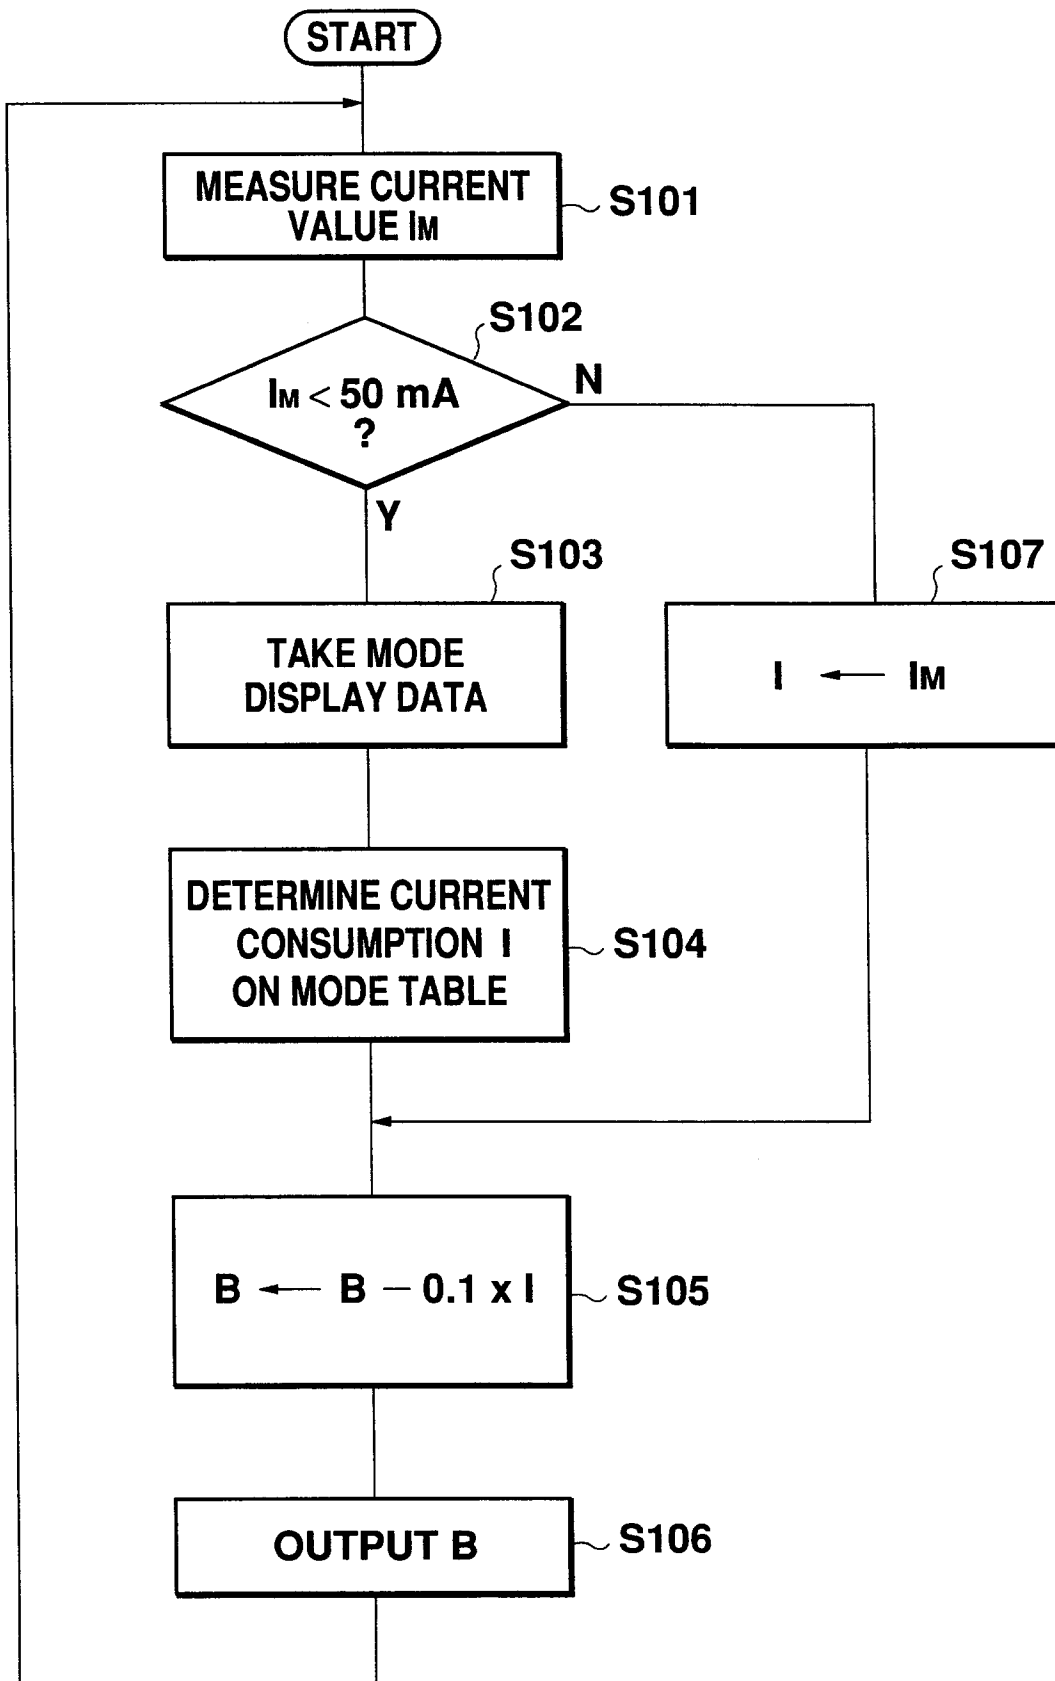 START
MEASURE CURRENT
VALUE IM
S101
S102
IM < 50 mA
?
N
Y
S103
TAKE MODE
DISPLAY DATA
S107
I ← IM
DETERMINE CURRENT
CONSUMPTION I
ON MODE TABLE
S104
B ← B − 0.1 x I
S105
OUTPUT B
S106